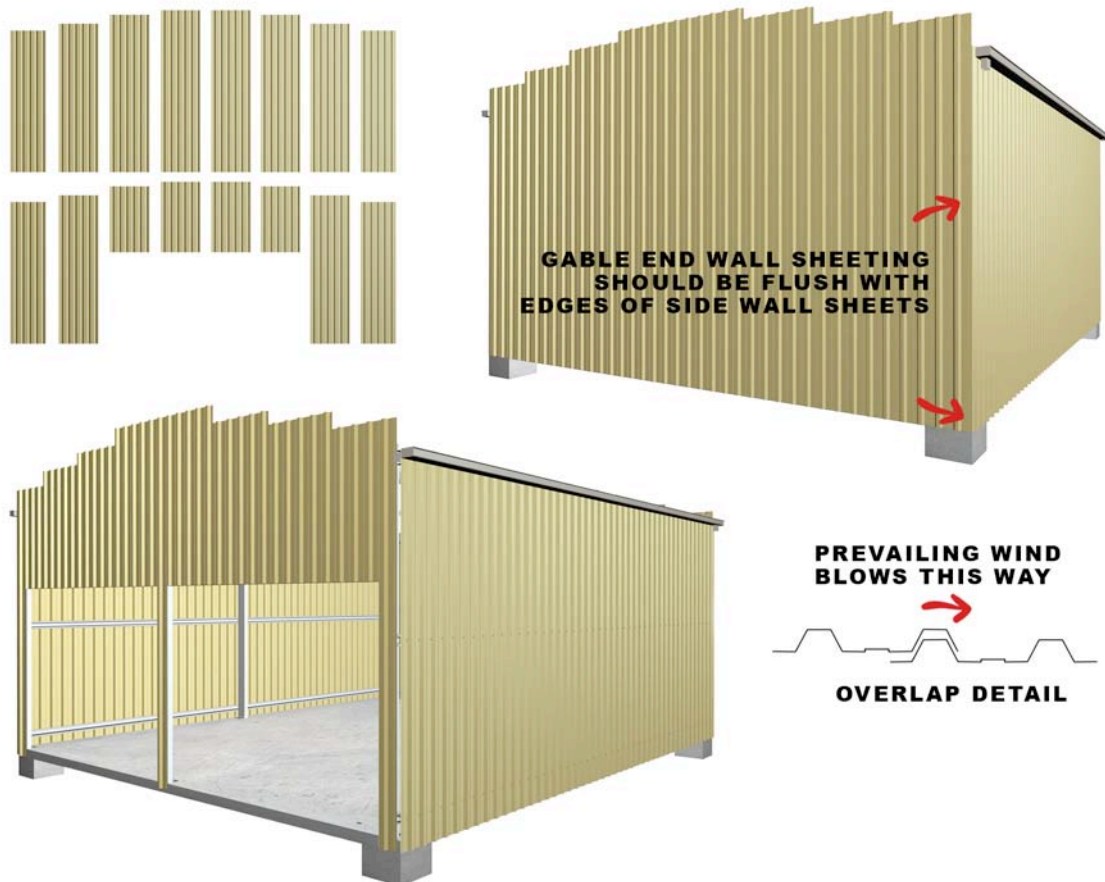 GABLE END WALL SHEETING
SHOULD BE FLUSH WITH
EDGES OF SIDE WALL SHEETS
PREVAILING WIND
BLOWS THIS WAY
OVERLAP DETAIL